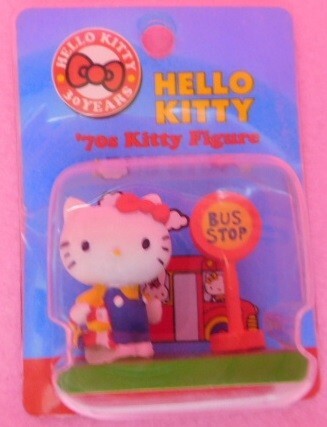 HELLO KITTY
30 YEARS
HELLO
KITTY
'70s Kitty Figure
BUS
STOP